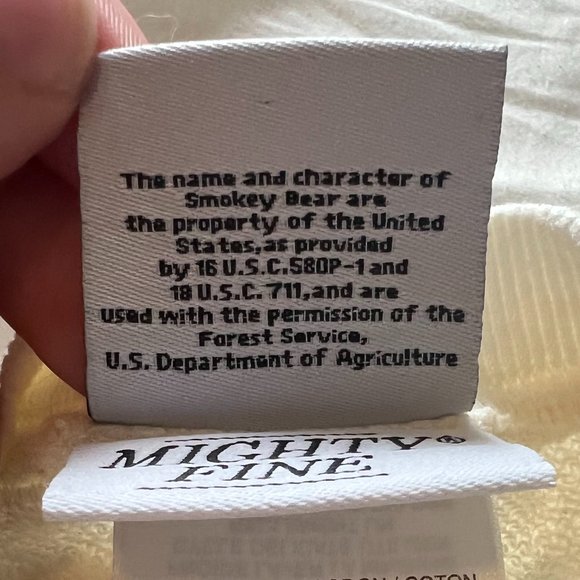 The name and character of
Smokey Bear are
the property of the United
States,as provided
by 16 U.S.C.580P-1 and
18 U.S.C. 711,and are
used with the permission of the
Forest Service,
U.S. Department of Agriculture
MIGHTY®
FINE
/ COTON